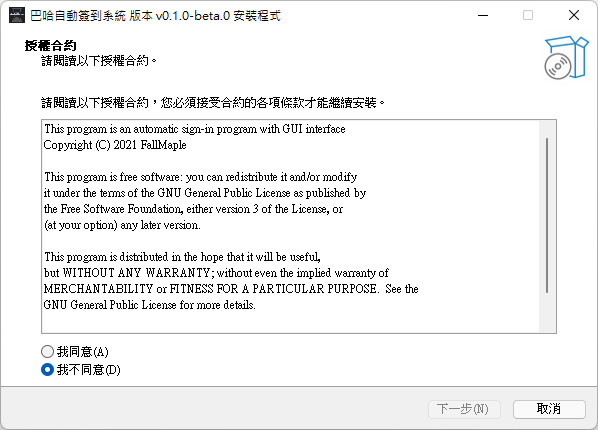 巴哈自動簽到系統 版本 v0.1.0-beta.0 安裝程式
授權合約
請閱讀以下授權合約。
請閱讀以下授權合約，您必須接受合約的各項條款才能繼續安裝。
This program is an automatic sign-in program with GUI interface
Copyright (C) 2021 FallMaple
This program is free software: you can redistribute it and/or modify
it under the terms of the GNU General Public License as published by
the Free Software Foundation, either version 3 of the License, or
(at your option) any later version.
This program is distributed in the hope that it will be useful,
but WITHOUT ANY WARRANTY; without even the implied warranty of
MERCHANTABILITY or FITNESS FOR A PARTICULAR PURPOSE.  See the
GNU General Public License for more details.
我同意(A)
我不同意(D)
下一步(N)
取消